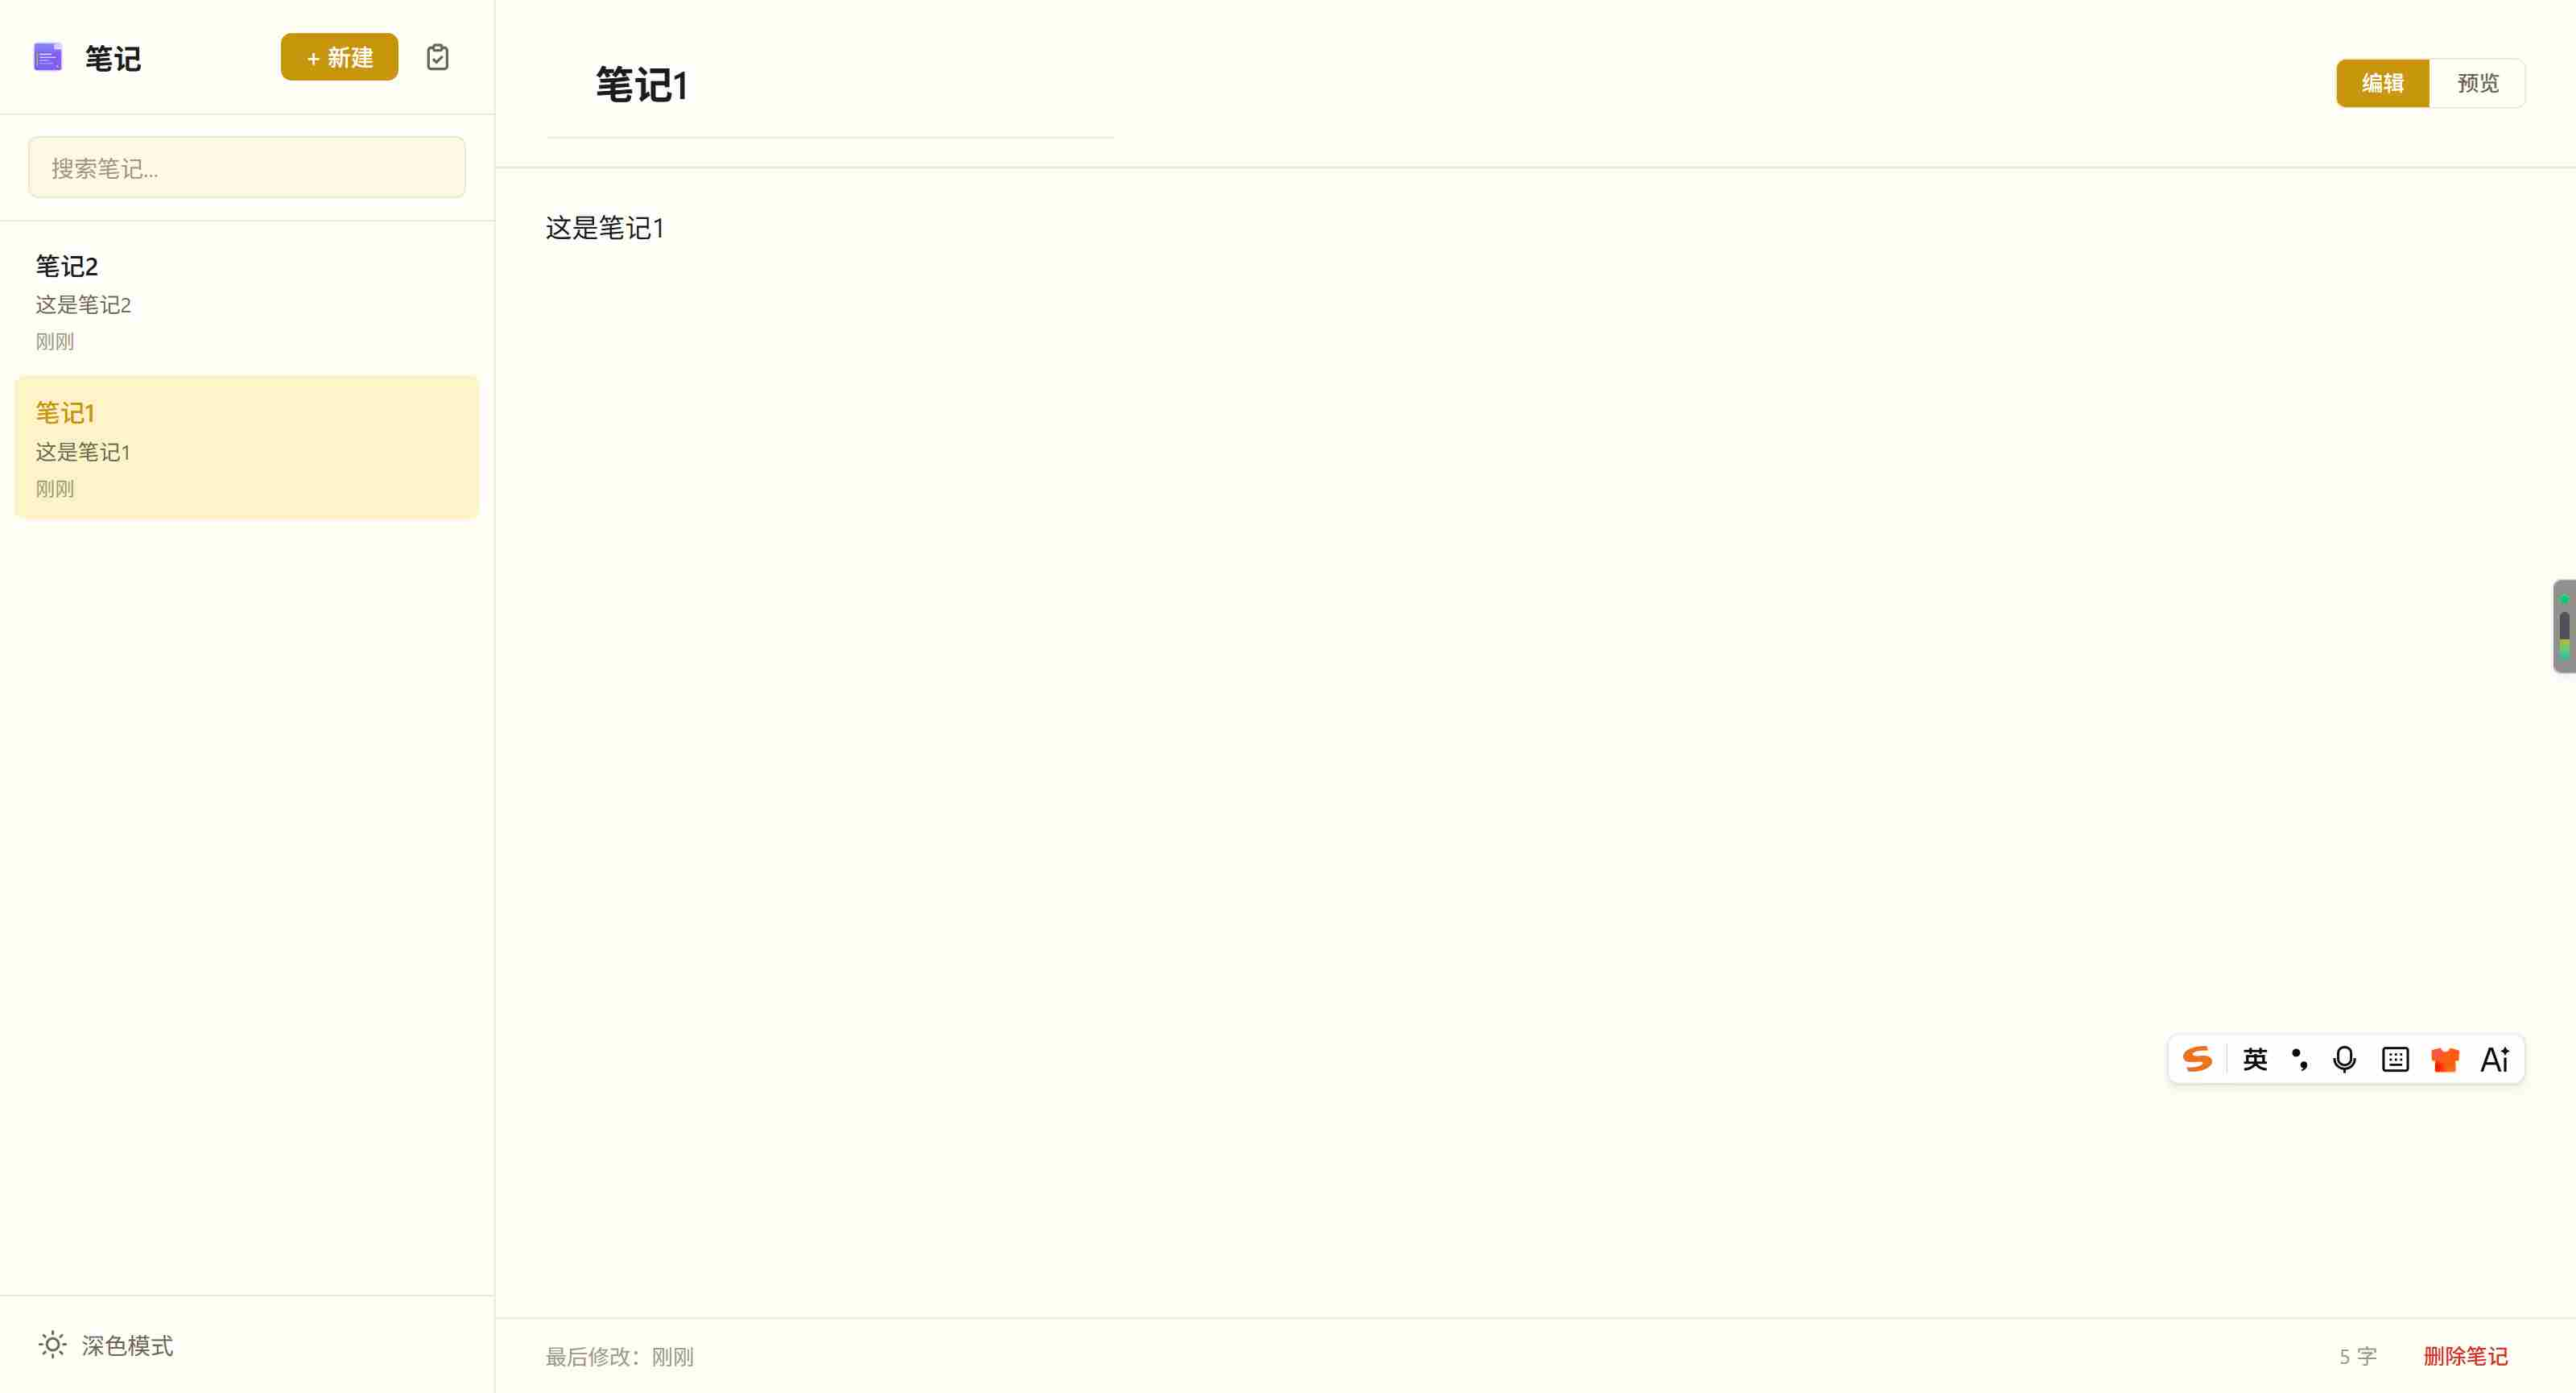 笔记
+ 新建
搜索笔记...
笔记2
这是笔记2
刚刚
笔记1
这是笔记1
刚刚
深色模式
笔记1
编辑
预览
这是笔记1
英
Ai
最后修改：刚刚
5 字
删除笔记